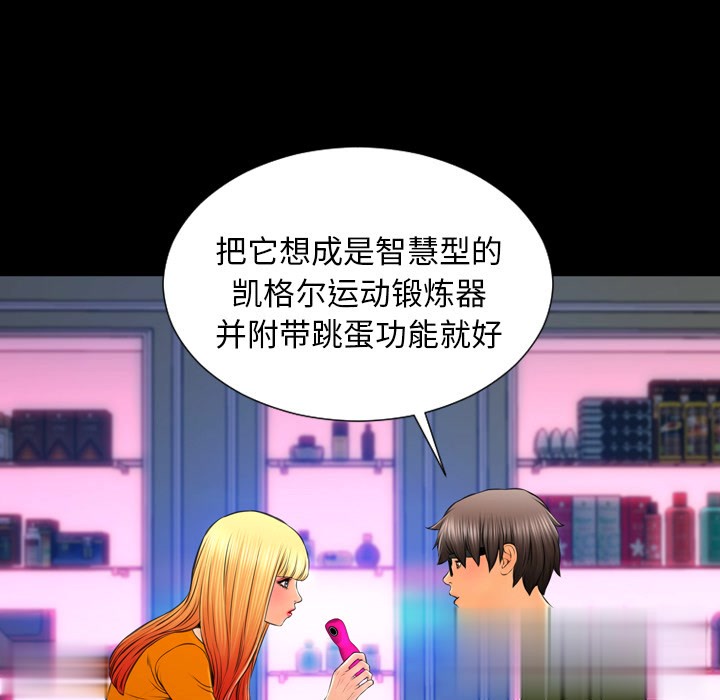 把它想成是智慧型的
凯格尔运动锻炼器
并附带跳蛋功能就好